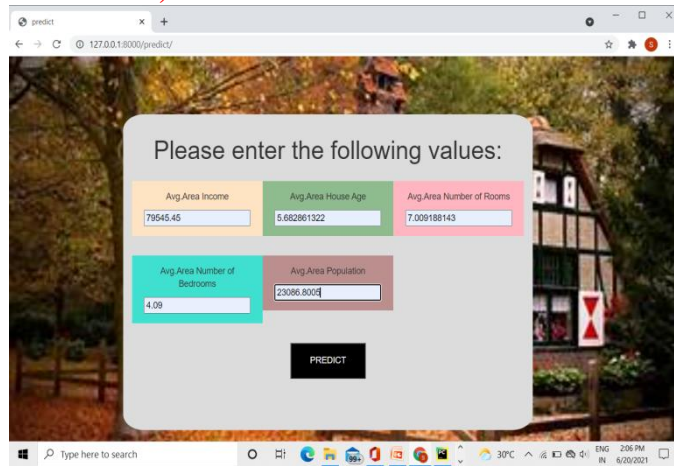 predict
127.0.0.1:8000/predict/
S
Please enter the following values:
Avg.Area Income
79545.45
Avg.Area House Age
5.682861322
Avg.Area Number of Rooms
7.009188143
Avg.Area Number of
Bedrooms
4.09
Avg.Area Population
23086.8005
PREDICT
Type here to search
99+
30°C
ENG
IN
2:06 PM
6/20/2021